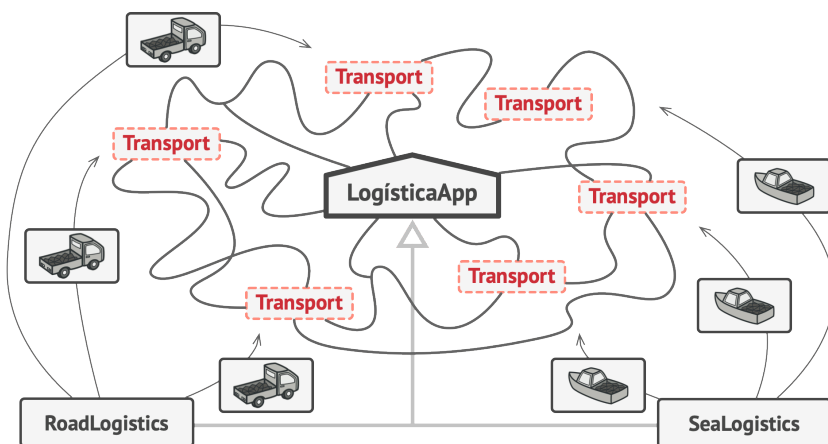 Transport
Transport
Transport
LogísticaApp
Transport
Transport
Transport
RoadLogistics
SeaLogistics